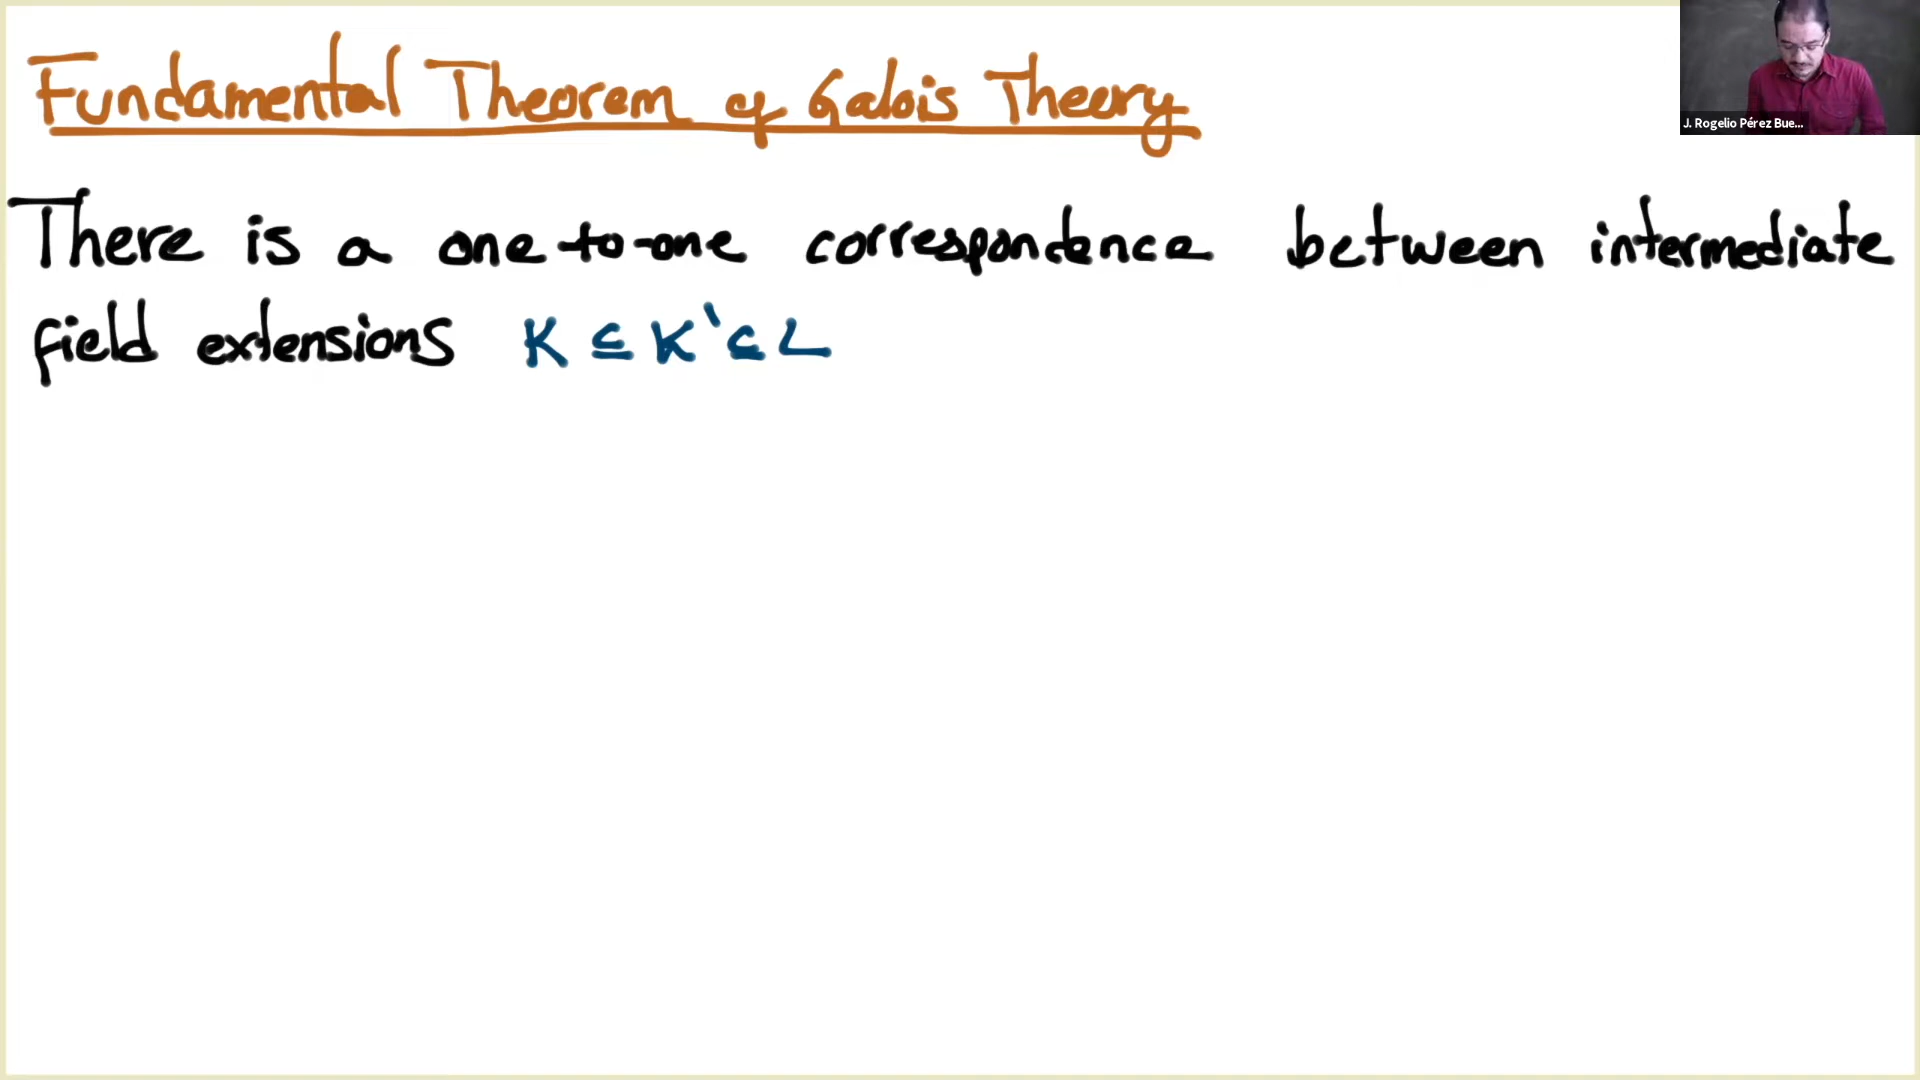 Fundamental Theorem of Galois Theory
J. Rogelio Pérez Bue...
There is a one-to-one correspondence between intermediate
field extensions K ⊆ K' ⊆ L